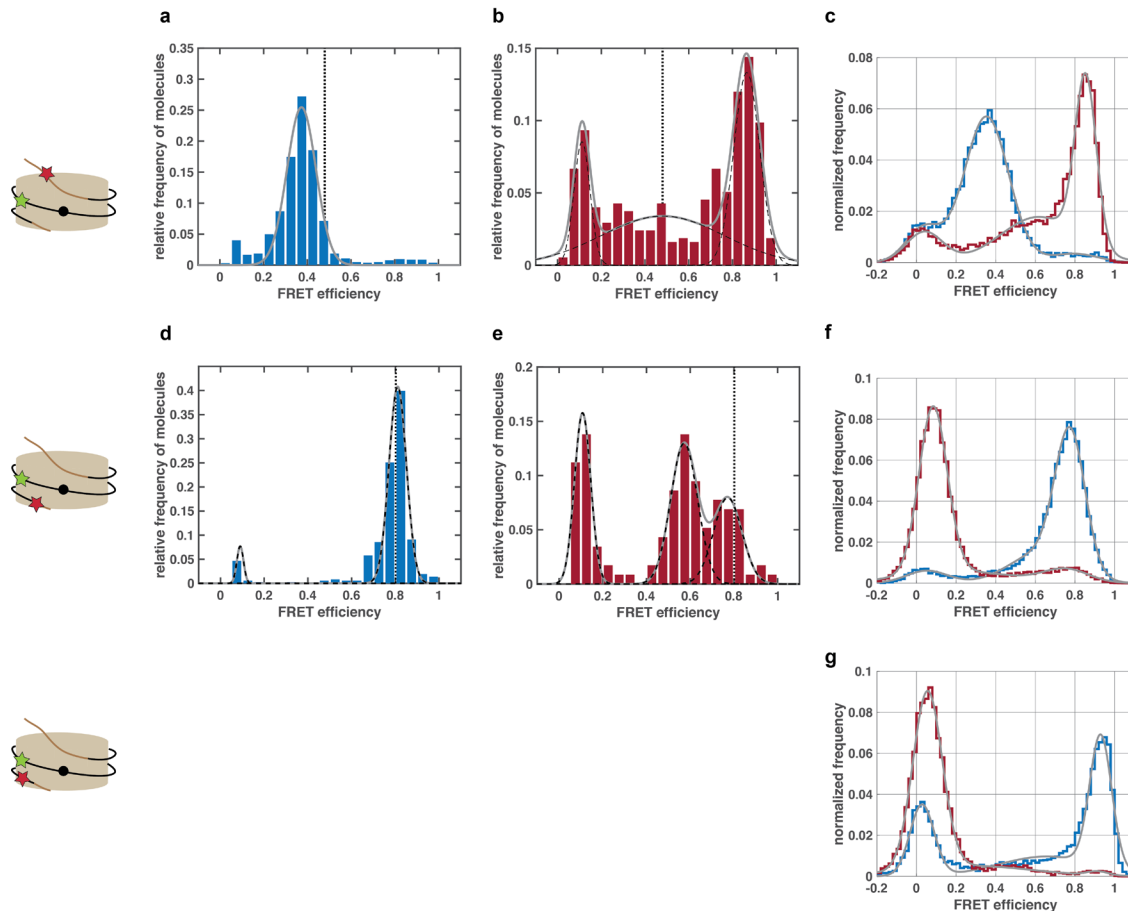 a
b
c
0.35
0.3
0.25
0.2
0.15
0.1
0.05
0
relative frequency of molecules
0 0.2 0.4 0.6 0.8 1
FRET efficiency
0.15
0.1
0.05
0
relative frequency of molecules
0 0.2 0.4 0.6 0.8 1
FRET efficiency
0.08
0.06
0.04
0.02
0
normalized frequency
-0.2 0 0.2 0.4 0.6 0.8 1
FRET efficiency
d
e
f
0.4
0.3
0.25
0.2
0.15
0.1
0.05
0
relative frequency of molecules
0 0.2 0.4 0.6 0.8 1
FRET efficiency
0.2
0.15
0.1
0.05
0
relative frequency of molecules
0 0.2 0.4 0.6 0.8 1
FRET efficiency
0.1
0.08
0.06
0.04
0.02
0
normalized frequency
-0.2 0 0.2 0.4 0.6 0.8 1
FRET efficiency
g
0.1
0.08
0.06
0.04
0.02
0
normalized frequency
-0.2 0 0.2 0.4 0.6 0.8 1
FRET efficiency